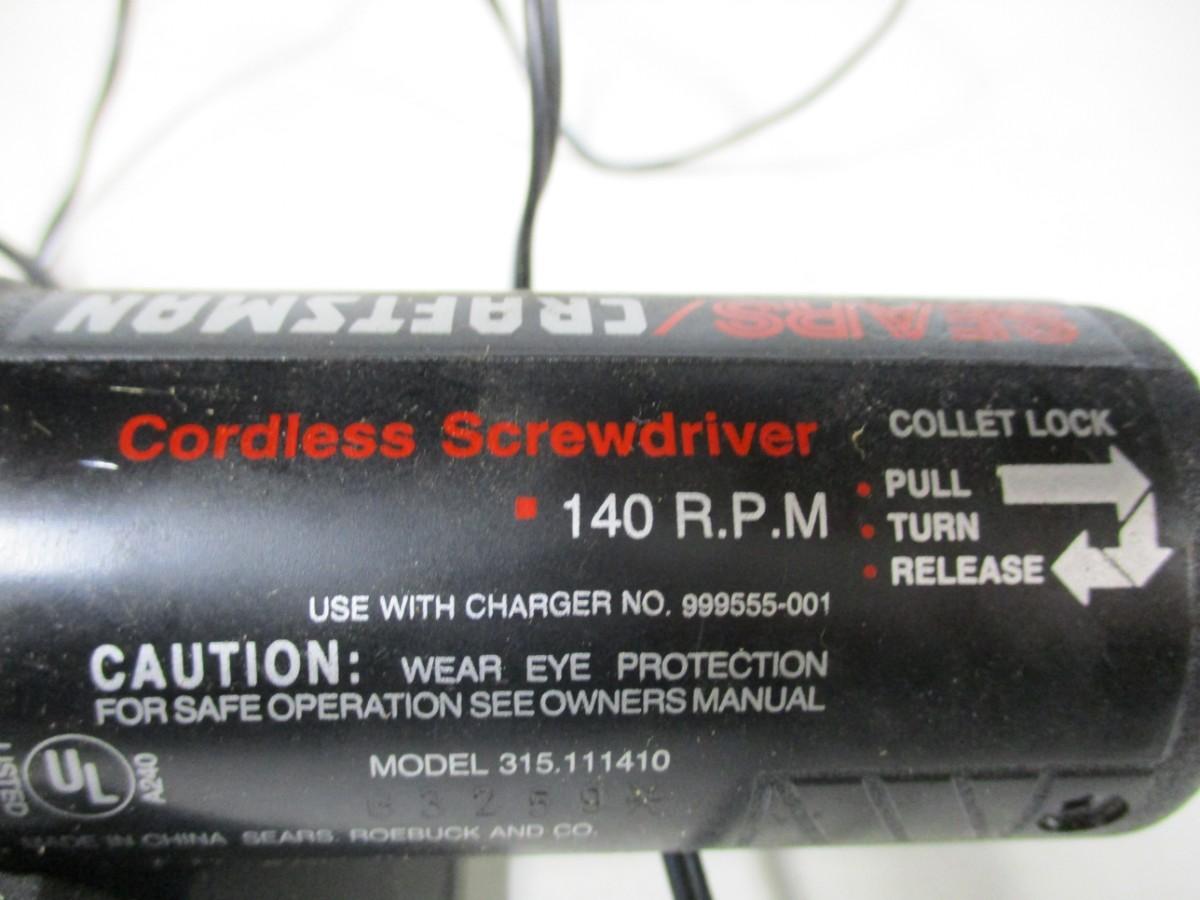 SEARS/CRAFTSMAN
Cordless Screwdriver
140 R.P.M
COLLET LOCK
PULL
TURN
RELEASE
USE WITH CHARGER NO. 999555-001
CAUTION: WEAR EYE PROTECTION
FOR SAFE OPERATION SEE OWNERS MANUAL
MODEL 315.111410
LISTED UL A240
MADE IN CHINA SEARS, ROEBUCK AND CO.